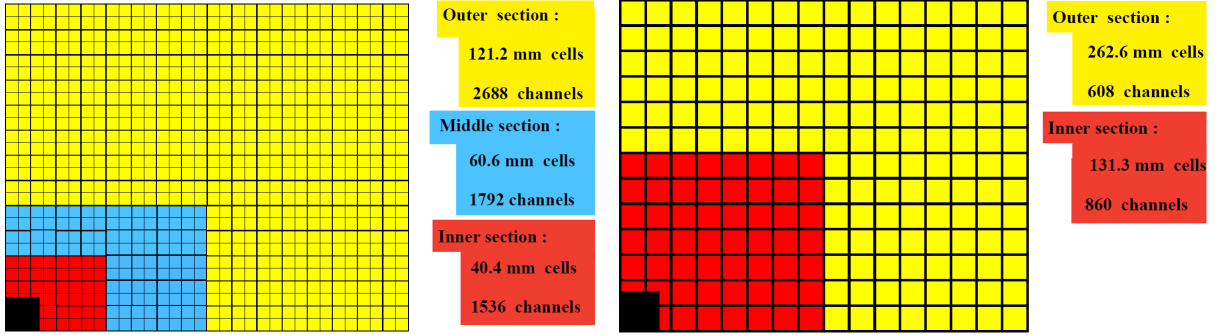 Outer section :
121.2 mm cells
2688 channels
Middle section :
60.6 mm cells
1792 channels
Inner section :
40.4 mm cells
1536 channels
Outer section :
262.6 mm cells
608 channels
Inner section :
131.3 mm cells
860 channels